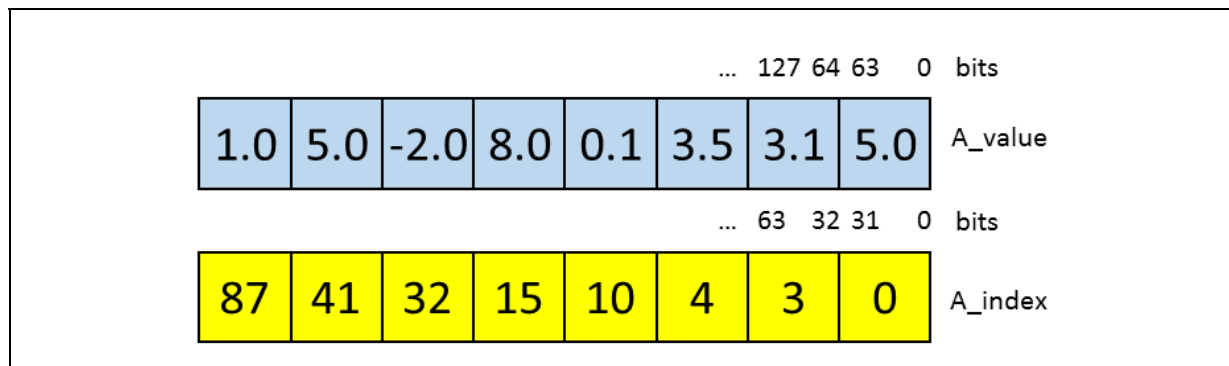 ... 127 64 63 0 bits
1.0 5.0 -2.0 8.0 0.1 3.5 3.1 5.0 A_value
... 63 32 31 0 bits
87 41 32 15 10 4 3 0 A_index